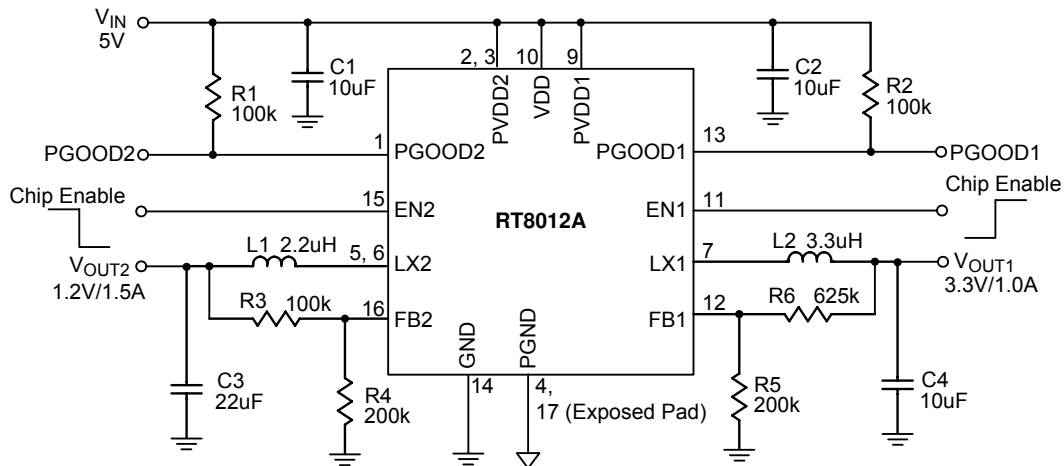 VIN
5V
2, 3
10
9
C1
10uF
C2
10uF
R1
100k
R2
100k
PVDD2
VDD
PVDD1
1
13
PGOOD2
PGOOD2
PGOOD1
PGOOD1
Chip Enable
Chip Enable
15
EN2
RT8012A
EN1
11
L1 2.2uH
5, 6
LX2
LX1
7
L2 3.3uH
VOUT2
1.2V/1.5A
VOUT1
3.3V/1.0A
R3 100k
16
FB2
FB1
12
R6 625k
GND
PGND
C3
22uF
R4
200k
14
4,
17 (Exposed Pad)
R5
200k
C4
10uF